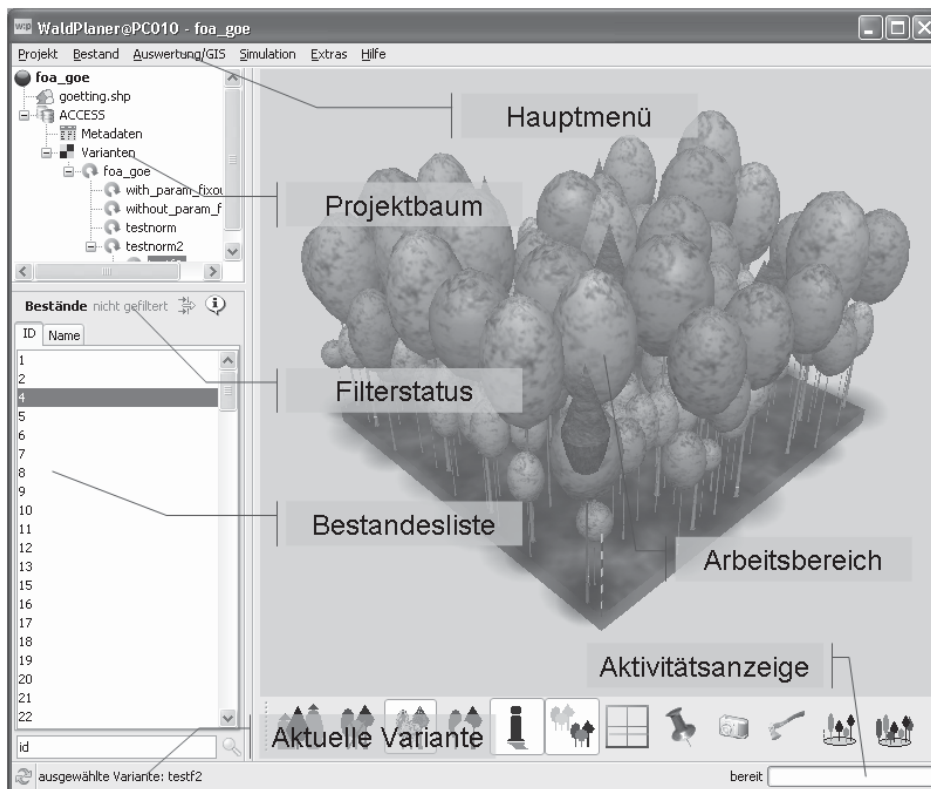 WaldPlaner@PC010 - foa_goe
Projekt Bestand Auswertung/GIS Simulation Extras Hilfe
foa_goe
goetting.shp
ACCESS
Metadaten
Varianten
foa_goe
with_param_fixou
without_param_f
testnorm
testnorm2
Hauptmenü
Projektbaum
Bestände nicht gefiltert
ID Name
1
2
4
5
6
7
8
9
10
11
12
13
15
16
17
18
19
20
21
22
Filterstatus
Bestandesliste
Arbeitsbereich
Aktivitätsanzeige
Aktuelle Variante
id
ausgewählte Variante: testf2
bereit